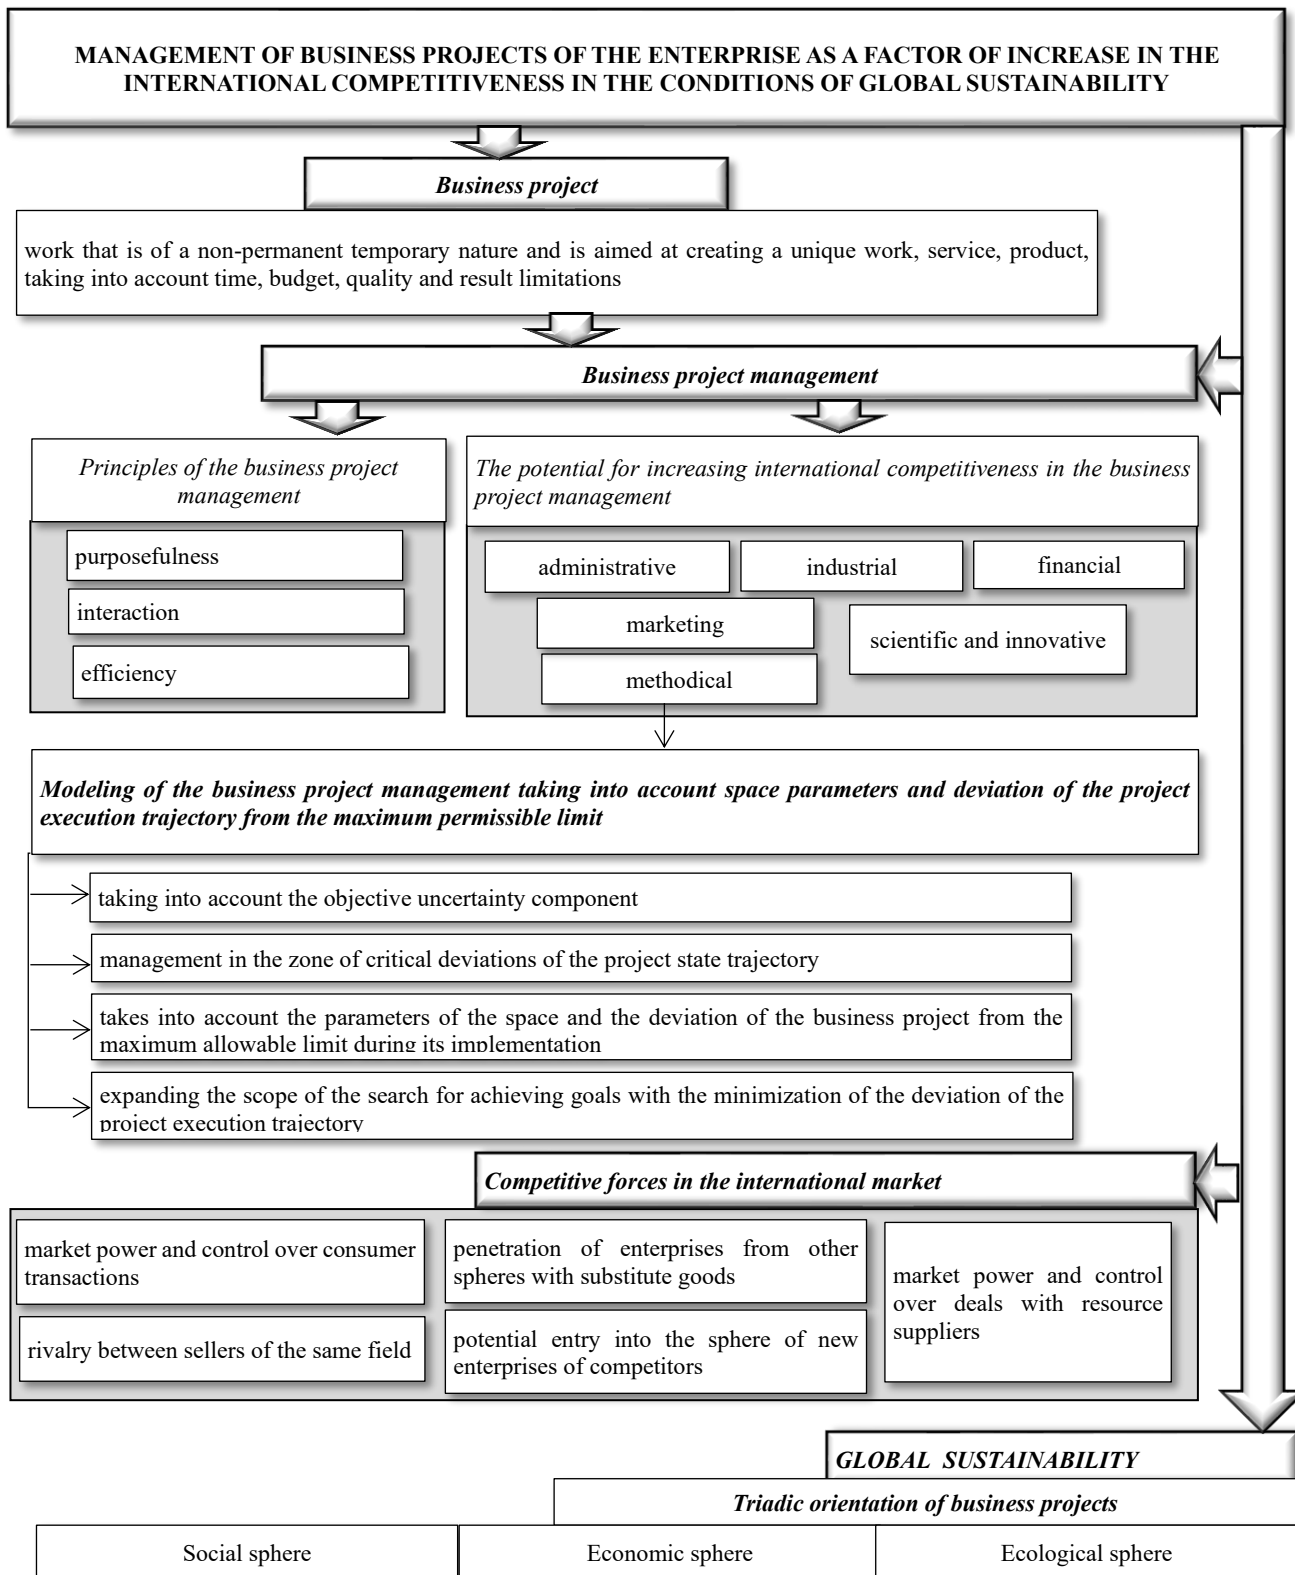 MANAGEMENT OF BUSINESS PROJECTS OF THE ENTERPRISE AS A FACTOR OF INCREASE IN THE
INTERNATIONAL COMPETITIVENESS IN THE CONDITIONS OF GLOBAL SUSTAINABILITY
Business project
work that is of a non-permanent temporary nature and is aimed at creating a unique work, service, product,
taking into account time, budget, quality and result limitations
Business project management
Principles of the business project
management
purposefulness
interaction
efficiency
The potential for increasing international competitiveness in the business
project management
administrative
industrial
financial
marketing
scientific and innovative
methodical
Modeling of the business project management taking into account space parameters and deviation of the project
execution trajectory from the maximum permissible limit
taking into account the objective uncertainty component
management in the zone of critical deviations of the project state trajectory
takes into account the parameters of the space and the deviation of the business project from the
maximum allowable limit during its implementation
expanding the scope of the search for achieving goals with the minimization of the deviation of the
project execution trajectory
Competitive forces in the international market
market power and control over consumer
transactions
rivalry between sellers of the same field
penetration of enterprises from other
spheres with substitute goods
potential entry into the sphere of new
enterprises of competitors
market power and control
over deals with resource
suppliers
GLOBAL SUSTAINABILITY
Triadic orientation of business projects
Social sphere
Economic sphere
Ecological sphere